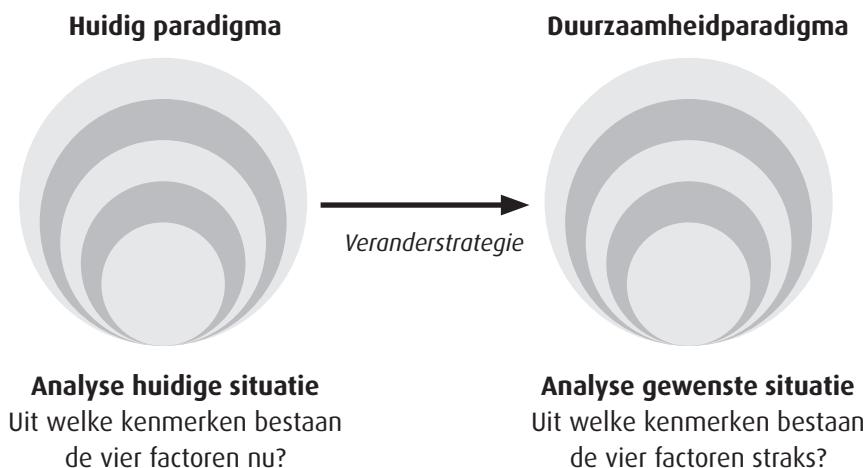 Huidig paradigma
Duurzaamheidparadigma
Veranderstrategie
Analyse huidige situatie
Uit welke kenmerken bestaan
de vier factoren nu?
Analyse gewenste situatie
Uit welke kenmerken bestaan
de vier factoren straks?